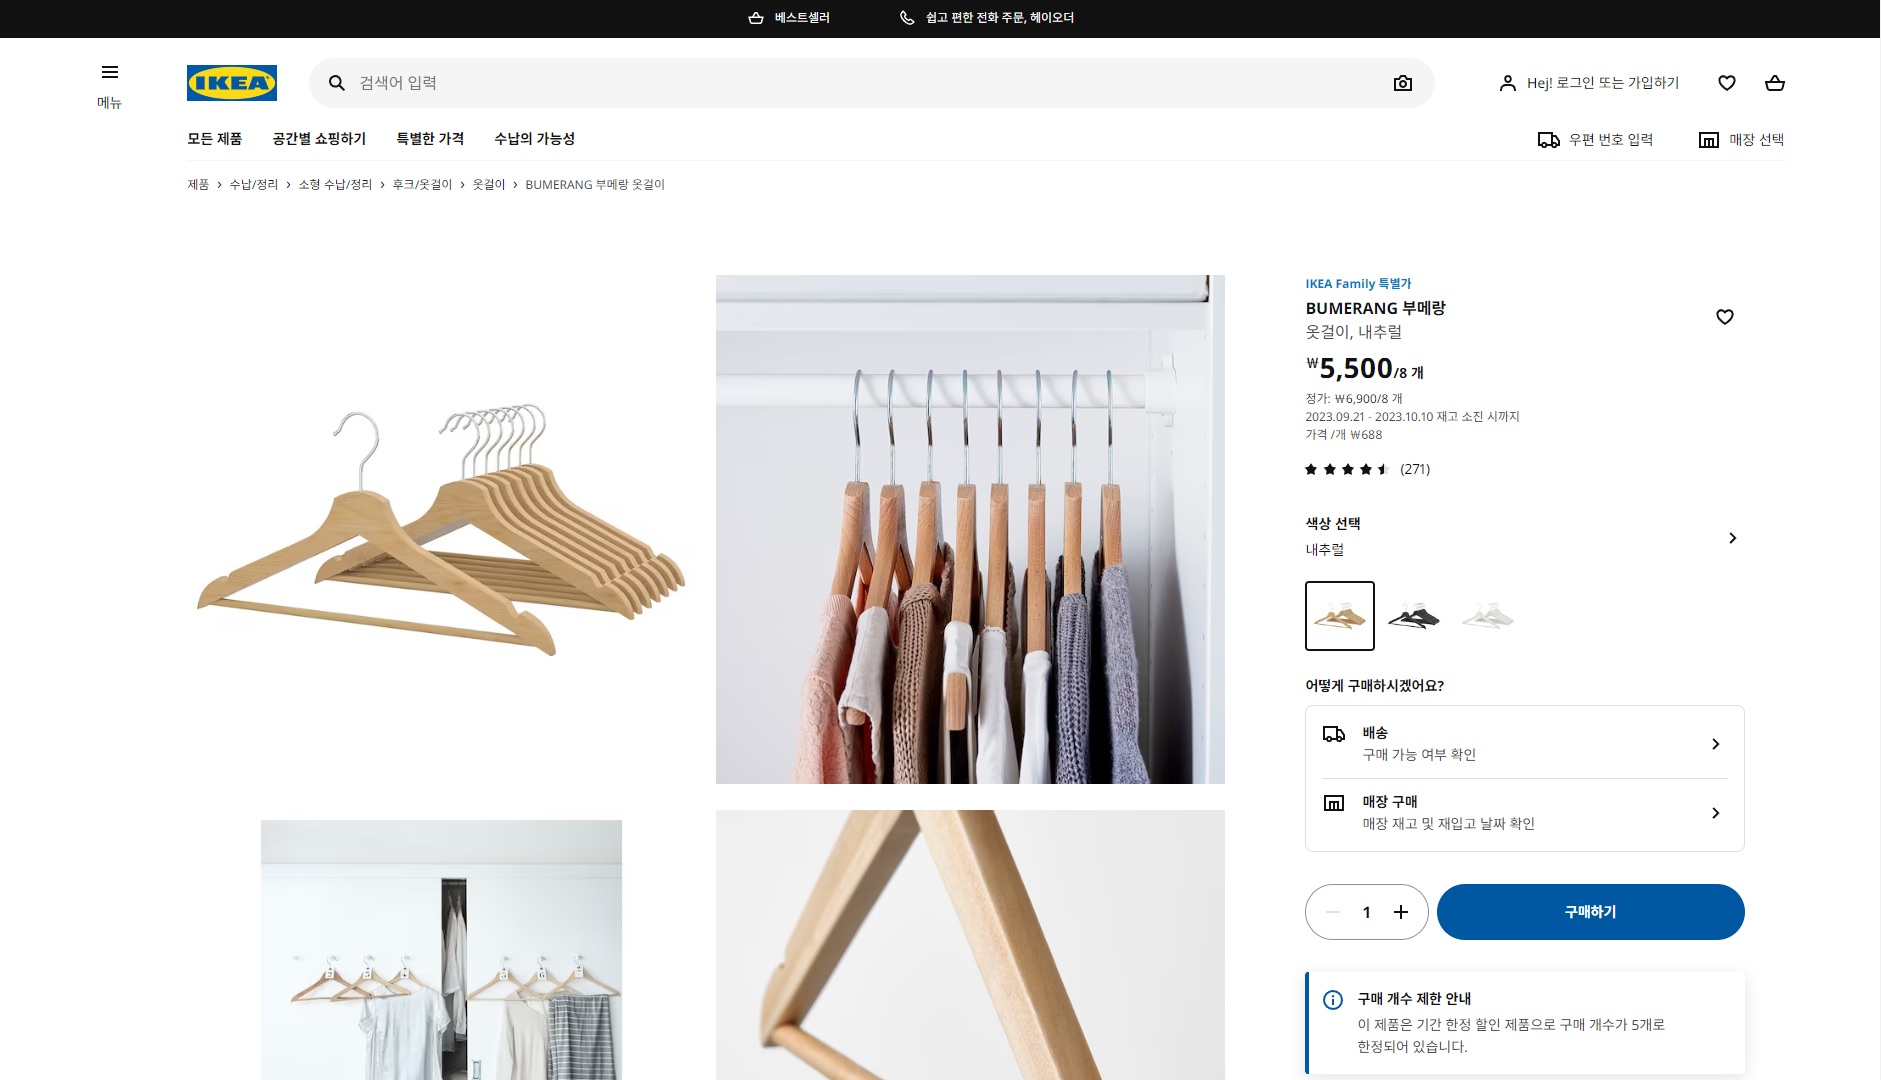 베스트셀러
쉽고 편한 전화 주문, 헤이오더
메뉴
IKEA
검색어 입력
Hej! 로그인 또는 가입하기
모든 제품
공간별 쇼핑하기
특별한 가격
수납의 가능성
우편 번호 입력
매장 선택
제품 › 수납/정리 › 소형 수납/정리 › 후크/옷걸이 › 옷걸이 › BUMERANG 부메랑 옷걸이
IKEA Family 특별가
BUMERANG 부메랑
옷걸이, 내추럴
₩5,500/8 개
정가: ₩6,900/8 개
2023.09.21 - 2023.10.10 재고 소진 시까지
가격 /개 ₩688
(271)
색상 선택
내추럴
어떻게 구매하시겠어요?
배송
구매 가능 여부 확인
매장 구매
매장 재고 및 재입고 날짜 확인
1
구매하기
구매 개수 제한 안내
이 제품은 기간 한정 할인 제품으로 구매 개수가 5개로
한정되어 있습니다.